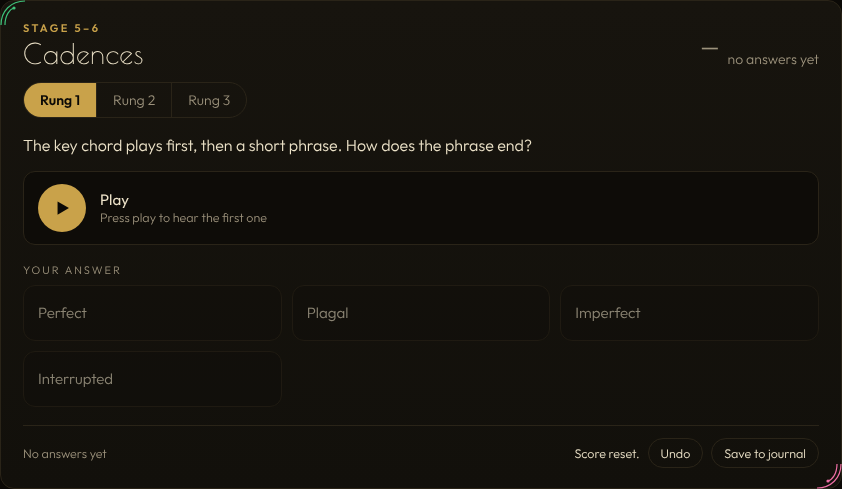 STAGE 5–6
Cadences
— no answers yet
Rung 1 Rung 2 Rung 3
The key chord plays first, then a short phrase. How does the phrase end?
Play
Press play to hear the first one
YOUR ANSWER
Perfect Plagal Imperfect
Interrupted
No answers yet Score reset. Undo Save to journal